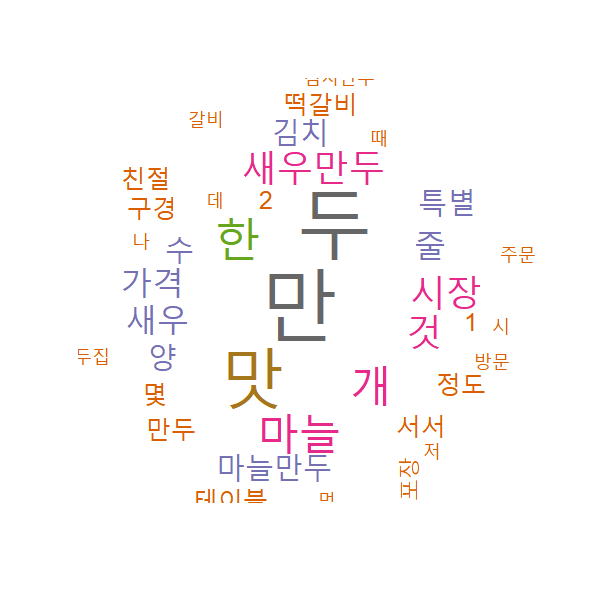 떡갈비
갈비
김치
때
새우만두
친절
데
2
두
특별
구경
한
나
수
줄
주문
가격
만
시장
새우
것
1
시
두집
양
맛
방문
몇
개
정도
만두
마늘
서서
저
마늘만두
포장
테이블